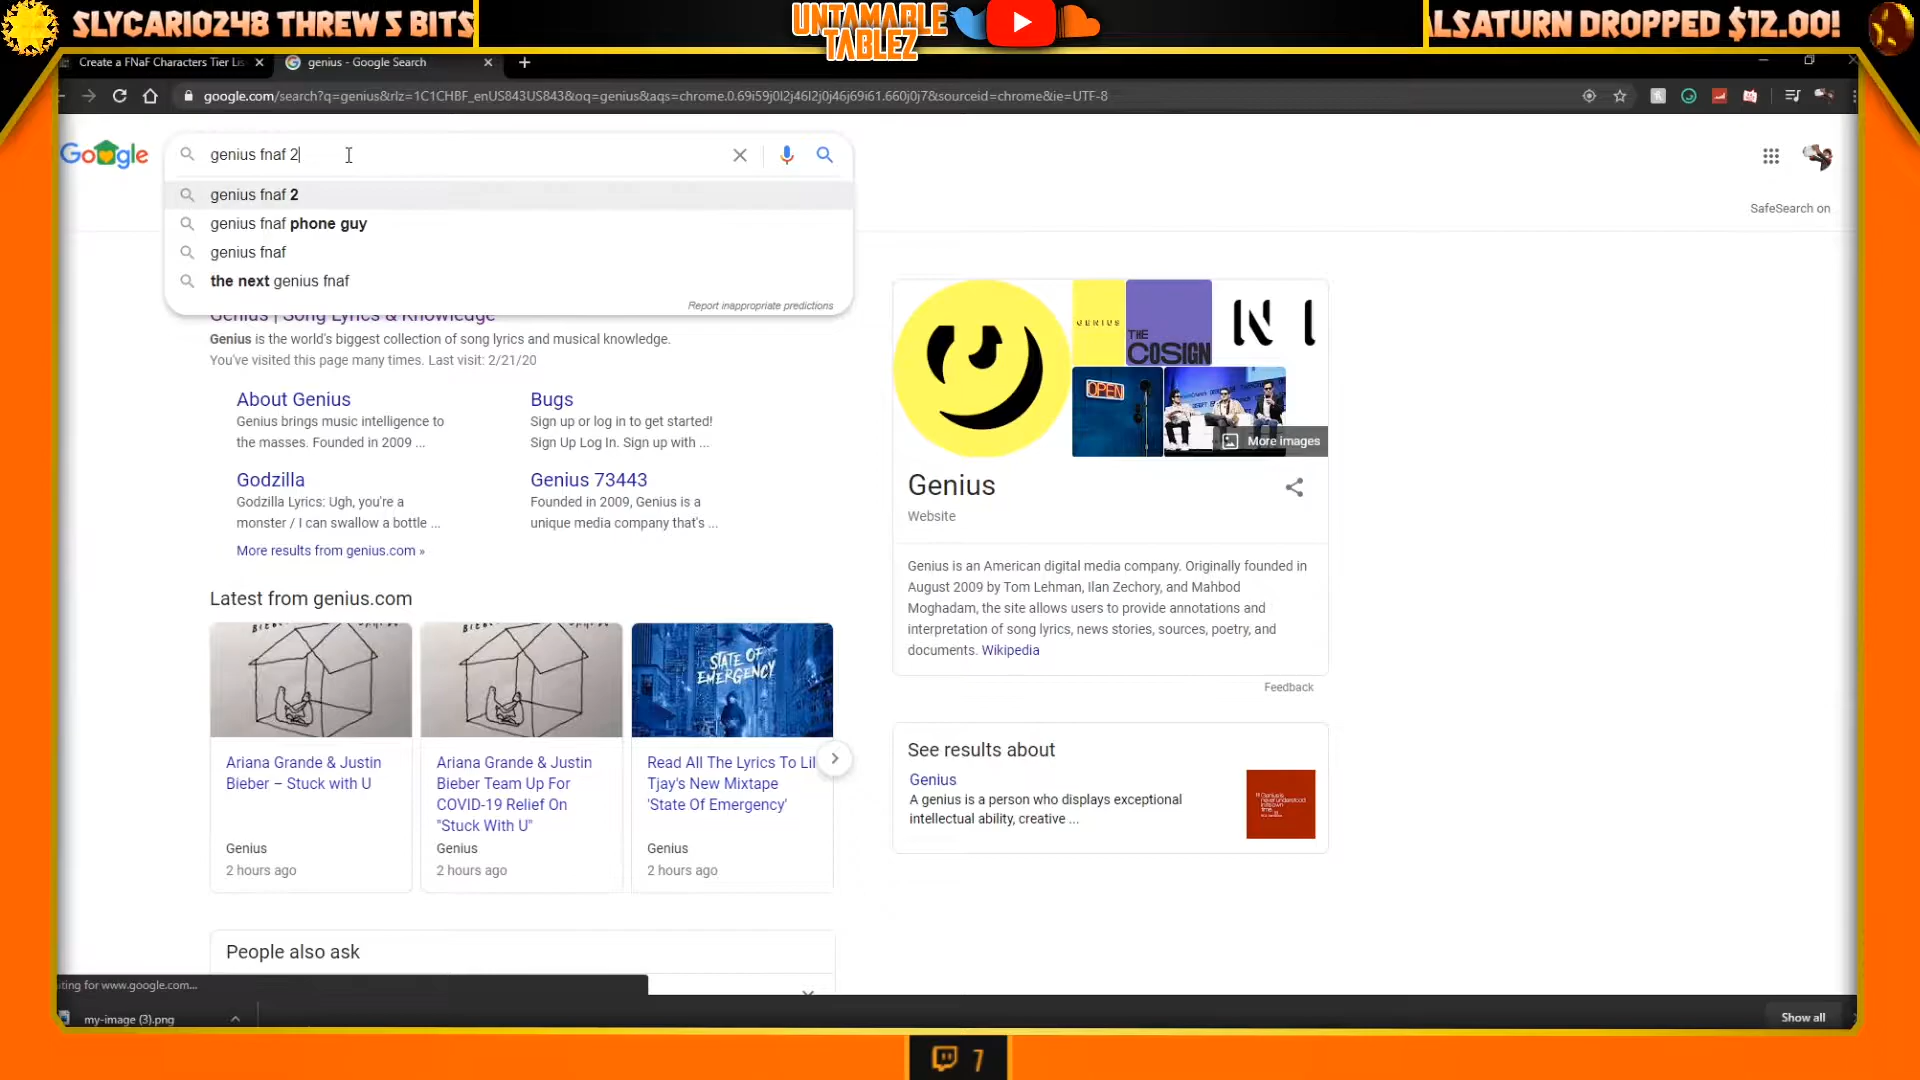 SLYCARIO248 THREW 5 BITS
UNTAMABLE
TABLEZ
ALSATURN DROPPED $12.00!
Create a FNaF Characters Tier Lis
genius - Google Search
google.com/search?q=genius&rlz=1C1CHBF_enUS843US843&oq=genius&aqs=chrome.0.69i59j0l2j46l2j0j46j69i61.660j0j7&sourceid=chrome&ie=UTF-8
Google
genius fnaf 2
genius fnaf 2
genius fnaf phone guy
genius fnaf
the next genius fnaf
Report inappropriate predictions
SafeSearch on
Genius | Song Lyrics & Knowledge
Genius is the world's biggest collection of song lyrics and musical knowledge.
You've visited this page many times. Last visit: 2/21/20
About Genius
Genius brings music intelligence to
the masses. Founded in 2009 ...
Bugs
Sign up or log in to get started!
Sign Up Log In. Sign up with ...
Godzilla
Godzilla Lyrics: Ugh, you're a
monster / I can swallow a bottle ...
Genius 73443
Founded in 2009, Genius is a
unique media company that's ...
More results from genius.com »
Latest from genius.com
STATE OF
EMERGENCY
Ariana Grande & Justin
Bieber – Stuck with U
Genius
2 hours ago
Ariana Grande & Justin
Bieber Team Up For
COVID-19 Relief On
"Stuck With U"
Genius
2 hours ago
Read All The Lyrics To Lil
Tjay's New Mixtape
'State Of Emergency'
Genius
2 hours ago
People also ask
GENIUS
THE
COSIGN
OPEN
More images
Genius
Website
Genius is an American digital media company. Originally founded in
August 2009 by Tom Lehman, Ilan Zechory, and Mahbod
Moghadam, the site allows users to provide annotations and
interpretation of song lyrics, news stories, sources, poetry, and
documents. Wikipedia
Feedback
See results about
Genius
A genius is a person who displays exceptional
intellectual ability, creative ...
iting for www.google.com...
my-image (3).png
Show all
7